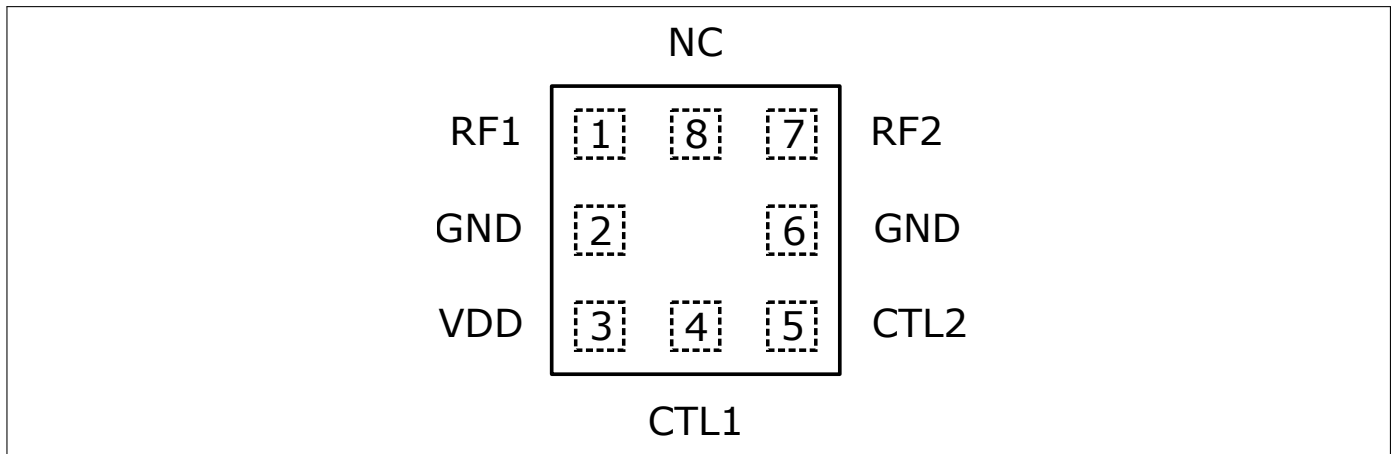 NC
RF1 1 8 7 RF2
GND 2 6 GND
VDD 3 4 5 CTL2
CTL1